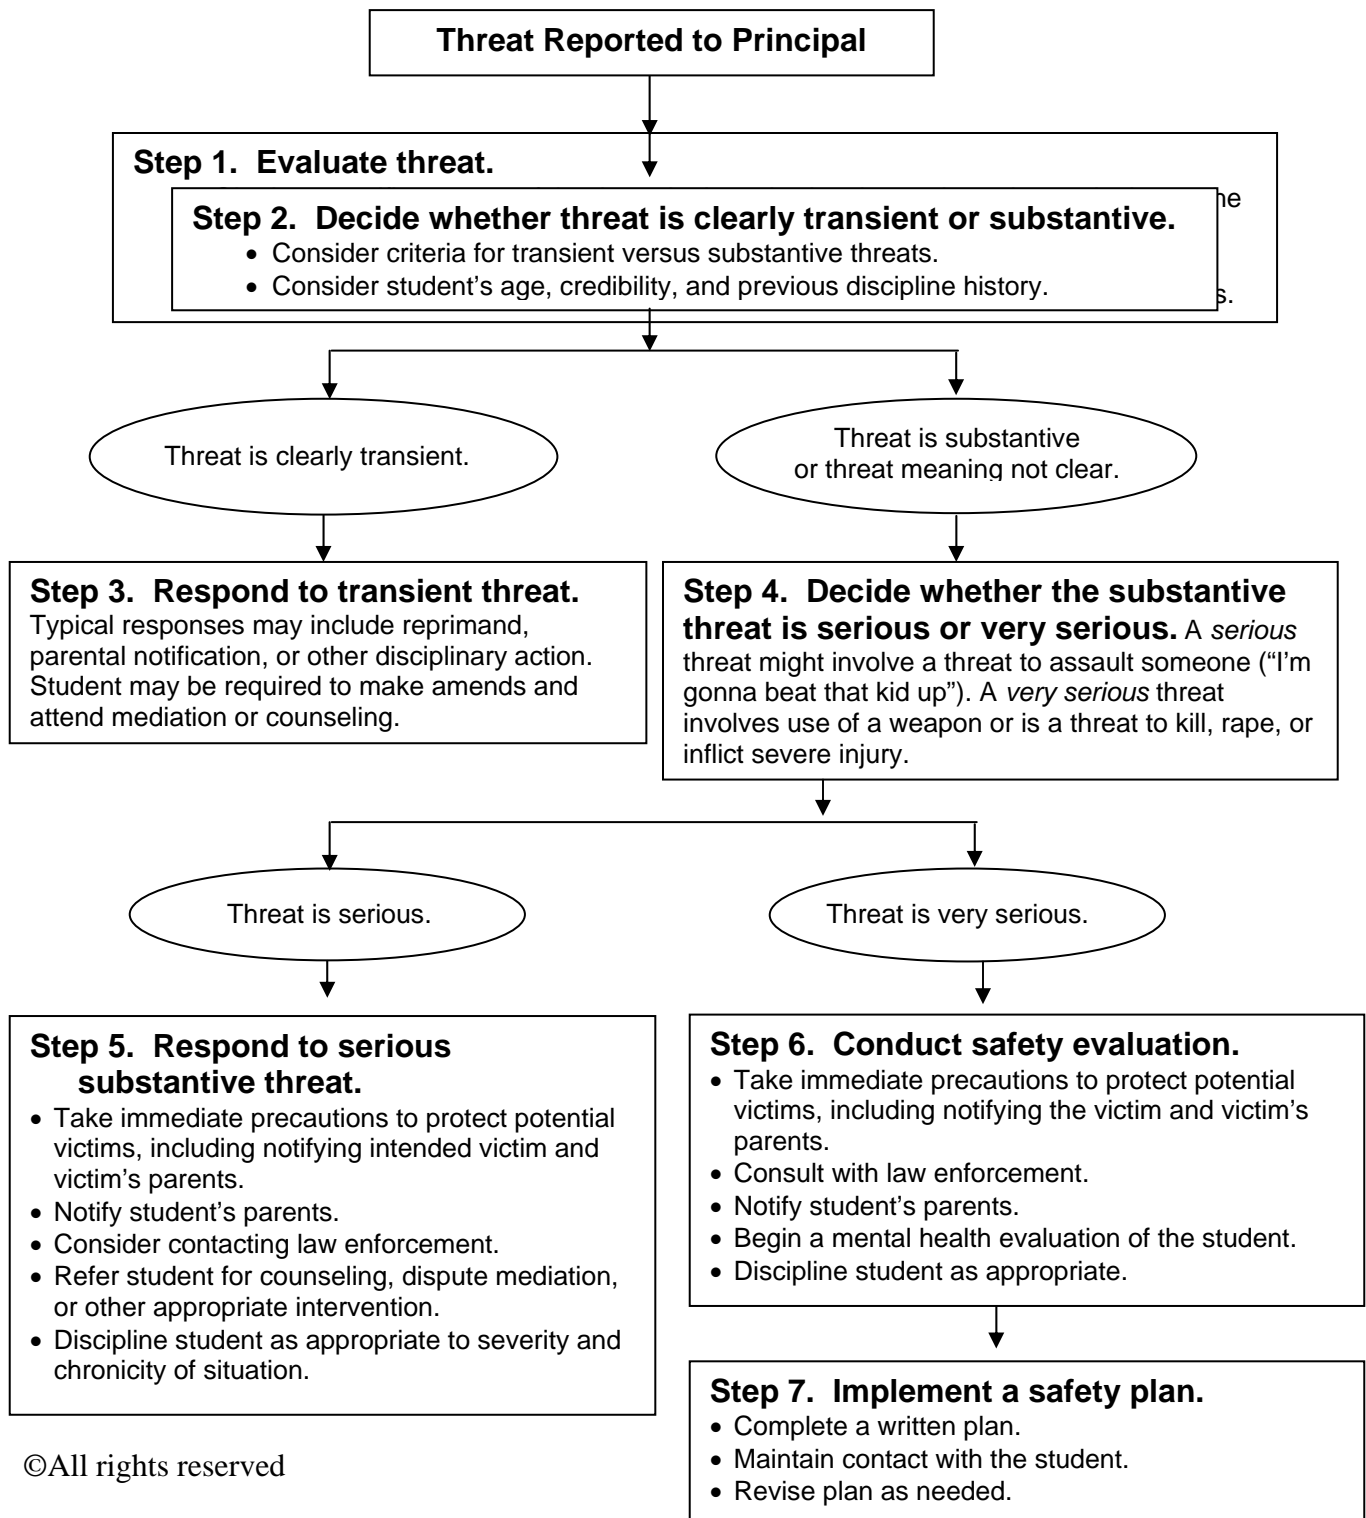 Threat Reported to Principal
Step 1.  Evaluate threat.
Step 2.  Decide whether threat is clearly transient or substantive.
• Consider criteria for transient versus substantive threats.
• Consider student’s age, credibility, and previous discipline history.
Threat is clearly transient.
Threat is substantive
or threat meaning not clear.
Step 3.  Respond to transient threat.
Typical responses may include reprimand,
parental notification, or other disciplinary action.
Student may be required to make amends and
attend mediation or counseling.
Step 4.  Decide whether the substantive
threat is serious or very serious. A serious
threat might involve a threat to assault someone (“I’m
gonna beat that kid up”). A very serious threat
involves use of a weapon or is a threat to kill, rape, or
inflict severe injury.
Threat is serious.
Threat is very serious.
Step 5.  Respond to serious
substantive threat.
• Take immediate precautions to protect potential
victims, including notifying intended victim and
victim’s parents.
• Notify student’s parents.
• Consider contacting law enforcement.
• Refer student for counseling, dispute mediation,
or other appropriate intervention.
• Discipline student as appropriate to severity and
chronicity of situation.
Step 6.  Conduct safety evaluation.
• Take immediate precautions to protect potential
victims, including notifying the victim and victim’s
parents.
• Consult with law enforcement.
• Notify student’s parents.
• Begin a mental health evaluation of the student.
• Discipline student as appropriate.
Step 7.  Implement a safety plan.
• Complete a written plan.
• Maintain contact with the student.
• Revise plan as needed.
©All rights reserved